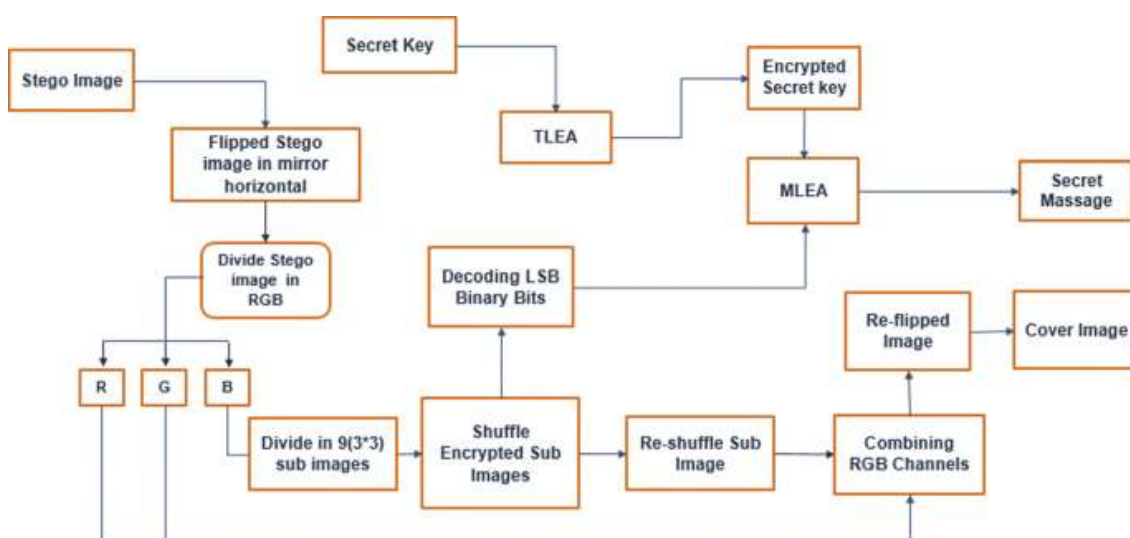 Stego Image
Secret Key
Encrypted
Secret key
TLEA
Flipped Stego
image in mirror
horizontal
MLEA
Secret
Massage
Divide Stego
image in
RGB
Decoding LSB
Binary Bits
Re-flipped
Image
Cover Image
R
G
B
Divide in 9(3*3)
sub images
Shuffle
Encrypted Sub
Images
Re-shuffle Sub
Image
Combining
RGB Channels